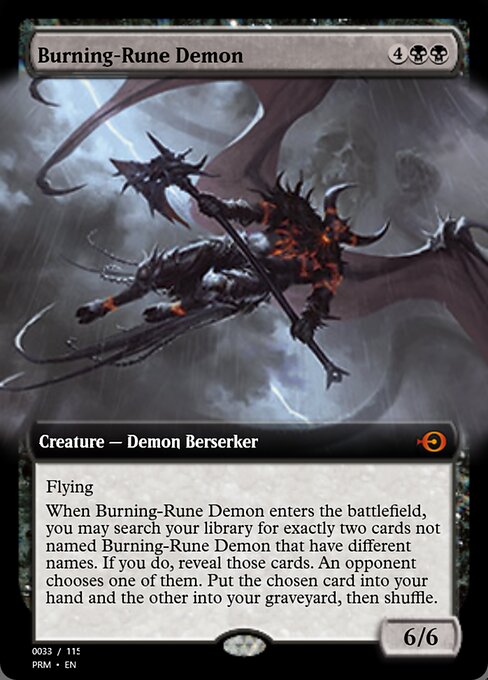 Burning-Rune Demon 4
Creature — Demon Berserker
Flying
When Burning-Rune Demon enters the battlefield,
you may search your library for exactly two cards not
named Burning-Rune Demon that have different
names. If you do, reveal those cards. An opponent
chooses one of them. Put the chosen card into your
hand and the other into your graveyard, then shuffle.
6/6
0033 / 115
PRM • EN